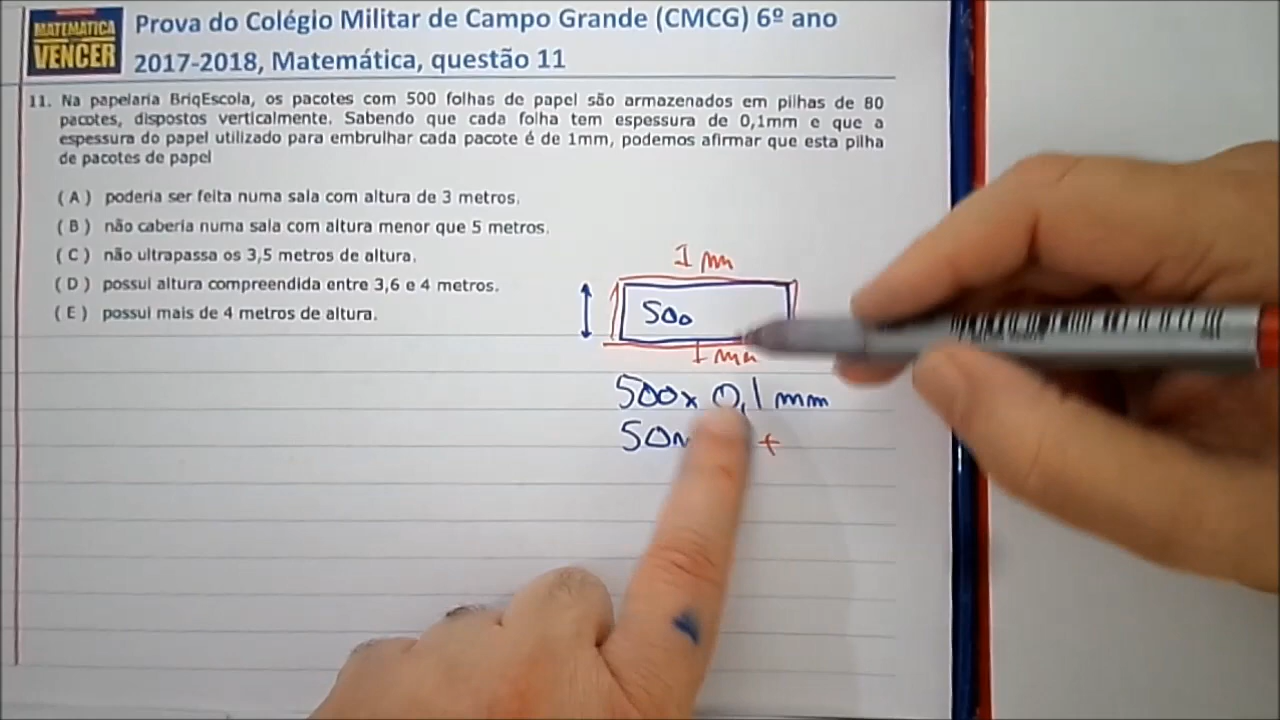 MATEMÁTICA
VENCER
Prova do Colégio Militar de Campo Grande (CMCG) 6º ano
2017-2018, Matemática, questão 11
11. Na papelaria BriqEscola, os pacotes com 500 folhas de papel são armazenados em pilhas de 80
pacotes, dispostos verticalmente. Sabendo que cada folha tem espessura de 0,1mm e que a
espessura do papel utilizado para embrulhar cada pacote é de 1mm, podemos afirmar que esta pilha
de pacotes de papel
( A ) poderia ser feita numa sala com altura de 3 metros.
( B ) não caberia numa sala com altura menor que 5 metros.
( C ) não ultrapassa os 3,5 metros de altura.
( D ) possui altura compreendida entre 3,6 e 4 metros.
( E ) possui mais de 4 metros de altura.
1 mm
500
1 mm
500 x 0,1 mm
50m +